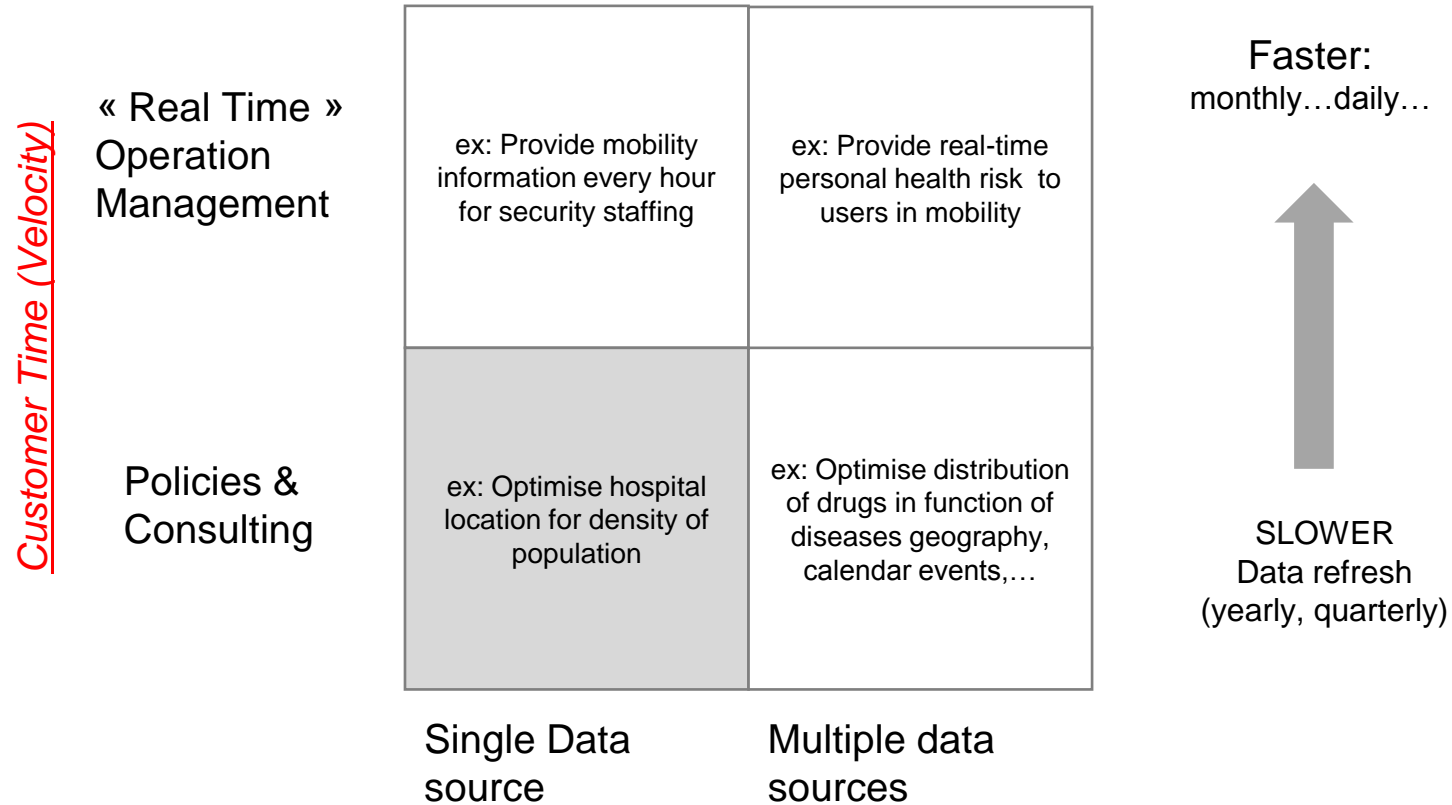 Customer Time (Velocity)
« Real Time »
Operation
Management
ex: Provide mobility
information every hour
for security staffing
ex: Provide real-time
personal health risk to
users in mobility
Faster:
monthly…daily…
Policies &
Consulting
ex: Optimise hospital
location for density of
population
ex: Optimise distribution
of drugs in function of
diseases geography,
calendar events,…
SLOWER
Data refresh
(yearly, quarterly)
Single Data
source
Multiple data
sources